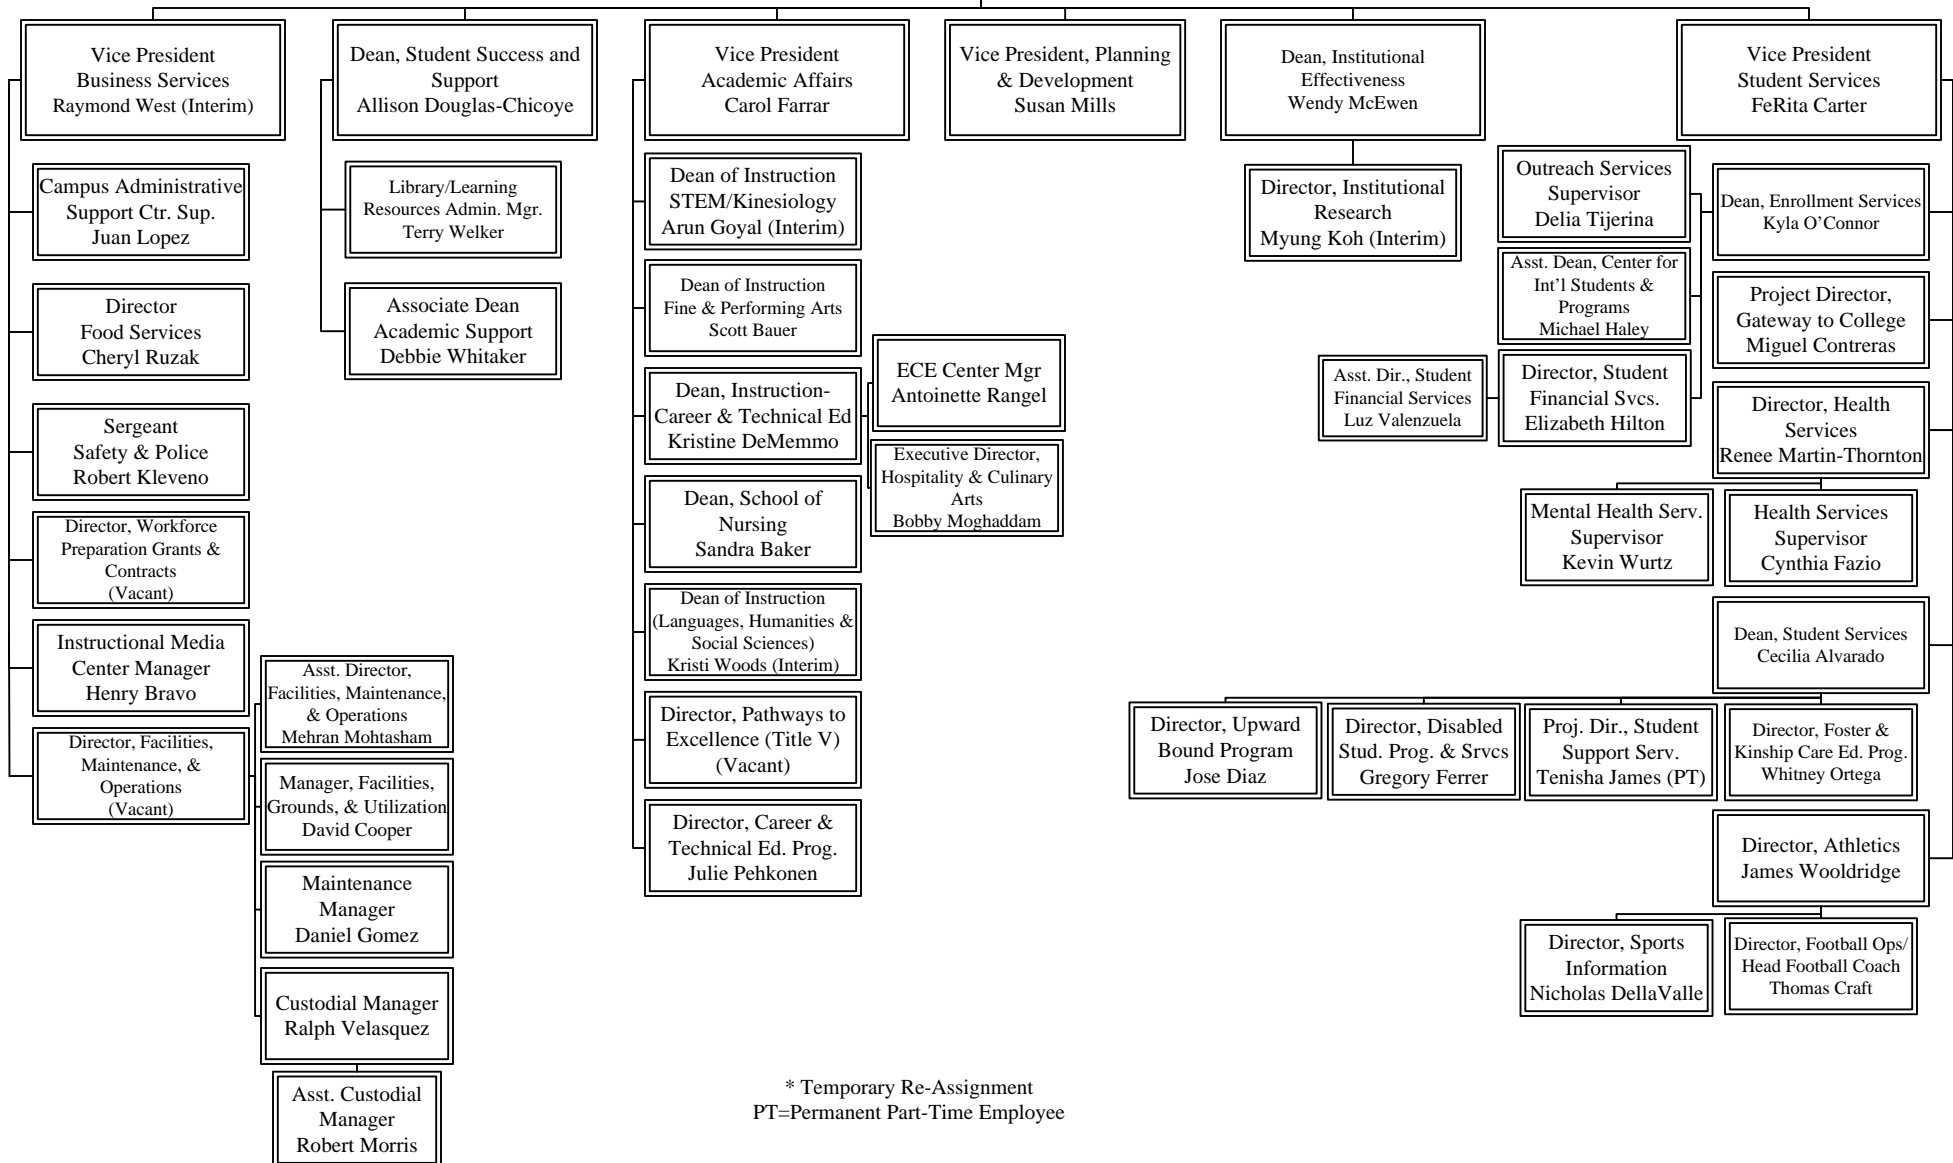 Vice President
Business Services
Raymond West (Interim)
Dean, Student Success and
Support
Allison Douglas-Chicoye
Vice President
Academic Affairs
Carol Farrar
Vice President, Planning
& Development
Susan Mills
Dean, Institutional
Effectiveness
Wendy McEwen
Vice President
Student Services
FeRita Carter
Campus Administrative
Support Ctr. Sup.
Juan Lopez
Director
Food Services
Cheryl Ruzak
Sergeant
Safety & Police
Robert Kleveno
Director, Workforce
Preparation Grants &
Contracts
(Vacant)
Instructional Media
Center Manager
Henry Bravo
Director, Facilities,
Maintenance, &
Operations
(Vacant)
Asst. Director,
Facilities, Maintenance,
& Operations
Mehran Mohtasham
Manager, Facilities,
Grounds, & Utilization
David Cooper
Maintenance
Manager
Daniel Gomez
Custodial Manager
Ralph Velasquez
Asst. Custodial
Manager
Robert Morris
Library/Learning
Resources Admin. Mgr.
Terry Welker
Associate Dean
Academic Support
Debbie Whitaker
Dean of Instruction
STEM/Kinesiology
Arun Goyal (Interim)
Dean of Instruction
Fine & Performing Arts
Scott Bauer
Dean, Instruction-
Career & Technical Ed
Kristine DeMemmo
ECE Center Mgr
Antoinette Rangel
Executive Director,
Hospitality & Culinary
Arts
Bobby Moghaddam
Dean, School of
Nursing
Sandra Baker
Dean of Instruction
(Languages, Humanities &
Social Sciences)
Kristi Woods (Interim)
Director, Pathways to
Excellence (Title V)
(Vacant)
Director, Career &
Technical Ed. Prog.
Julie Pehkonen
Director, Institutional
Research
Myung Koh (Interim)
Outreach Services
Supervisor
Delia Tijerina
Dean, Enrollment Services
Kyla O’Connor
Asst. Dean, Center for
Int’l Students &
Programs
Michael Haley
Project Director,
Gateway to College
Miguel Contreras
Asst. Dir., Student
Financial Services
Luz Valenzuela
Director, Student
Financial Svcs.
Elizabeth Hilton
Director, Health
Services
Renee Martin-Thornton
Mental Health Serv.
Supervisor
Kevin Wurtz
Health Services
Supervisor
Cynthia Fazio
Dean, Student Services
Cecilia Alvarado
Director, Upward
Bound Program
Jose Diaz
Director, Disabled
Stud. Prog. & Srvcs
Gregory Ferrer
Proj. Dir., Student
Support Serv.
Tenisha James (PT)
Director, Foster &
Kinship Care Ed. Prog.
Whitney Ortega
Director, Athletics
James Wooldridge
Director, Sports
Information
Nicholas DellaValle
Director, Football Ops/
Head Football Coach
Thomas Craft
* Temporary Re-Assignment
PT=Permanent Part-Time Employee